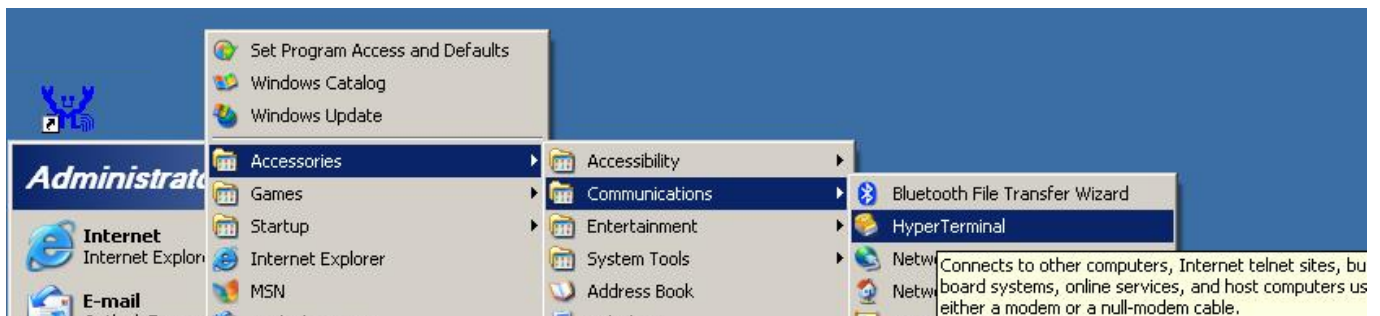 Set Program Access and Defaults
Windows Catalog
Windows Update
Administrato
Accessories
Accessibility
Games
Communications
Bluetooth File Transfer Wizard
Startup
Entertainment
HyperTerminal
Internet
Internet Explor
Internet Explorer
System Tools
Netw
Connects to other computers, Internet telnet sites, bu
E-mail
MSN
Address Book
Netw
board systems, online services, and host computers us
either a modem or a null-modem cable.